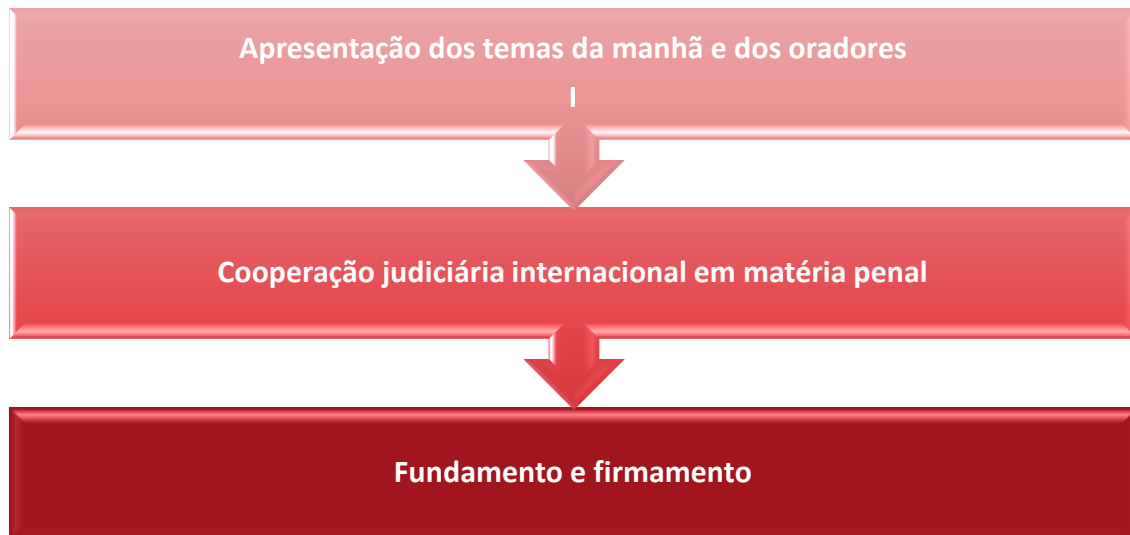 Apresentação dos temas da manhã e dos oradores
I
Cooperação judiciária internacional em matéria penal
Fundamento e firmamento